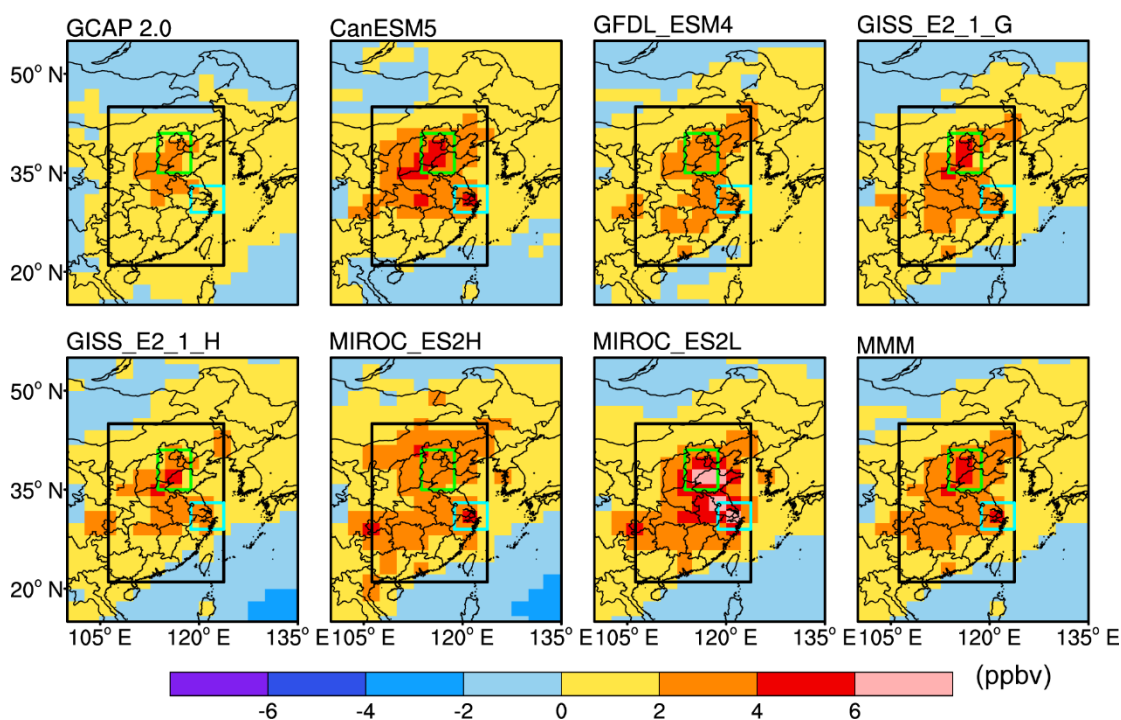 GCAP 2.0
CanESM5
GFDL_ESM4
GISS_E2_1_G
50° N
35° N
20° N
GISS_E2_1_H
MIROC_ES2H
MIROC_ES2L
MMM
50° N
35° N
20° N
105° E 120° E 135° E
105° E 120° E 135° E
105° E 120° E 135° E
105° E 120° E 135° E
-6 -4 -2 0 2 4 6
(ppbv)